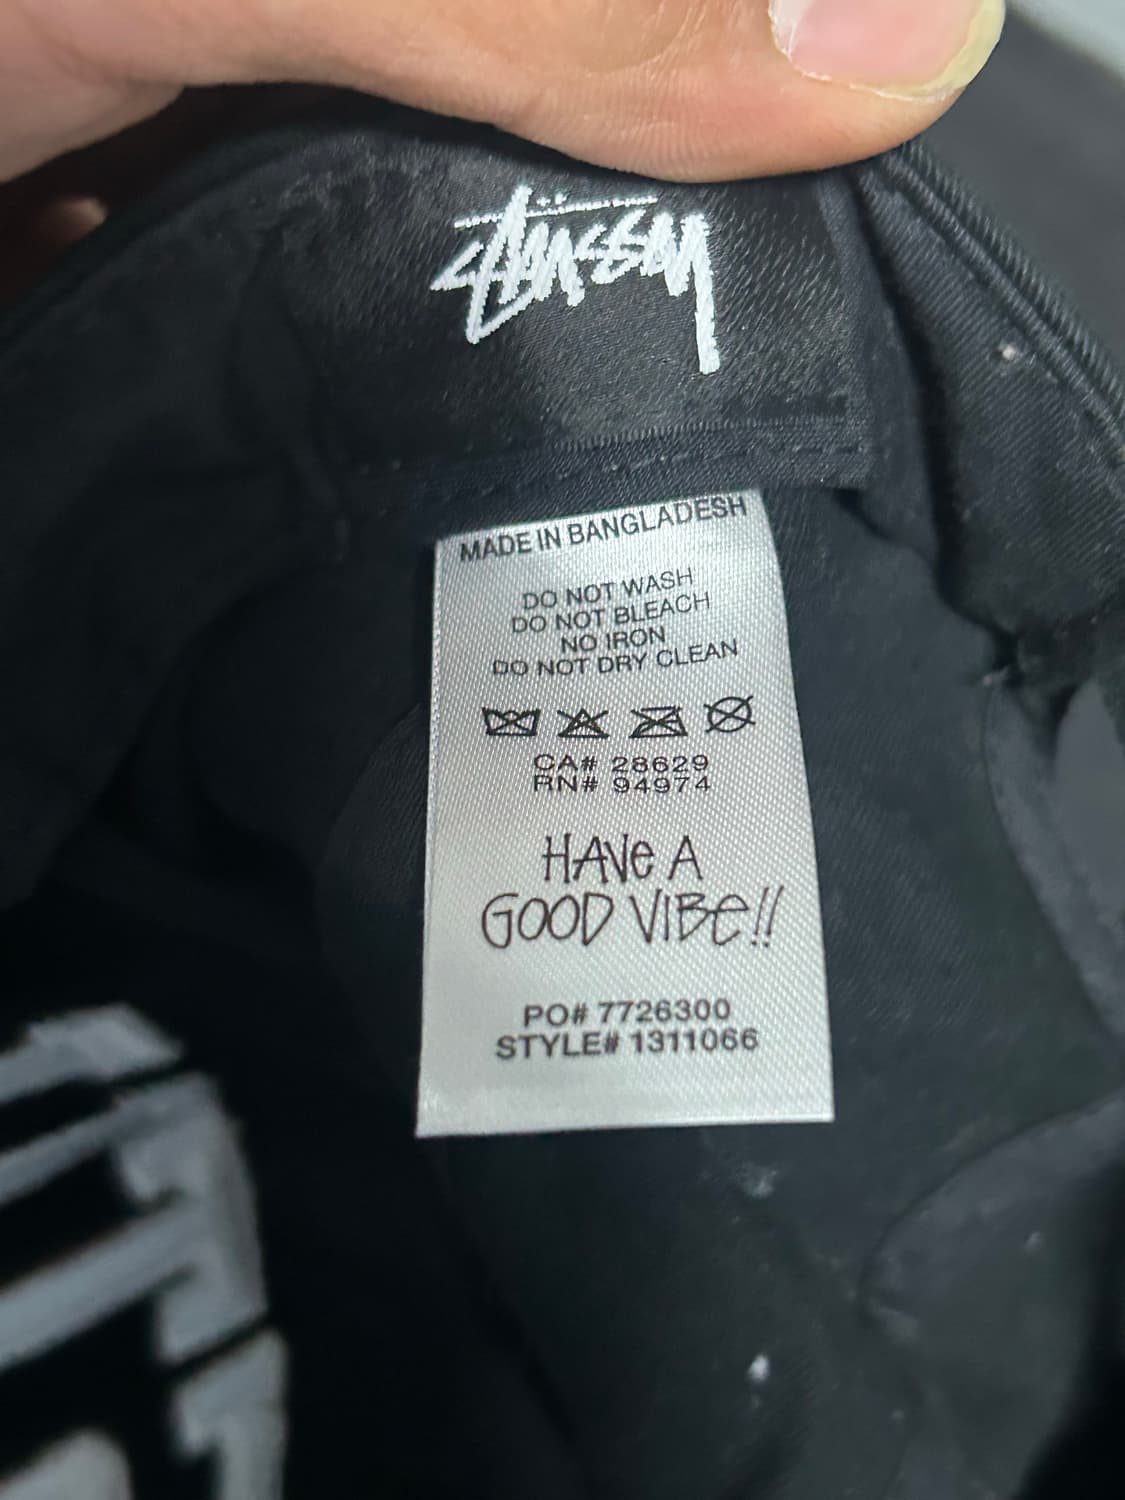 Stüssy
MADE IN BANGLADESH
DO NOT WASH
DO NOT BLEACH
NO IRON
DO NOT DRY CLEAN
CA# 28629
RN# 94974
HAVe A
GOOD VIBe!!
PO# 7726300
STYLE# 1311066